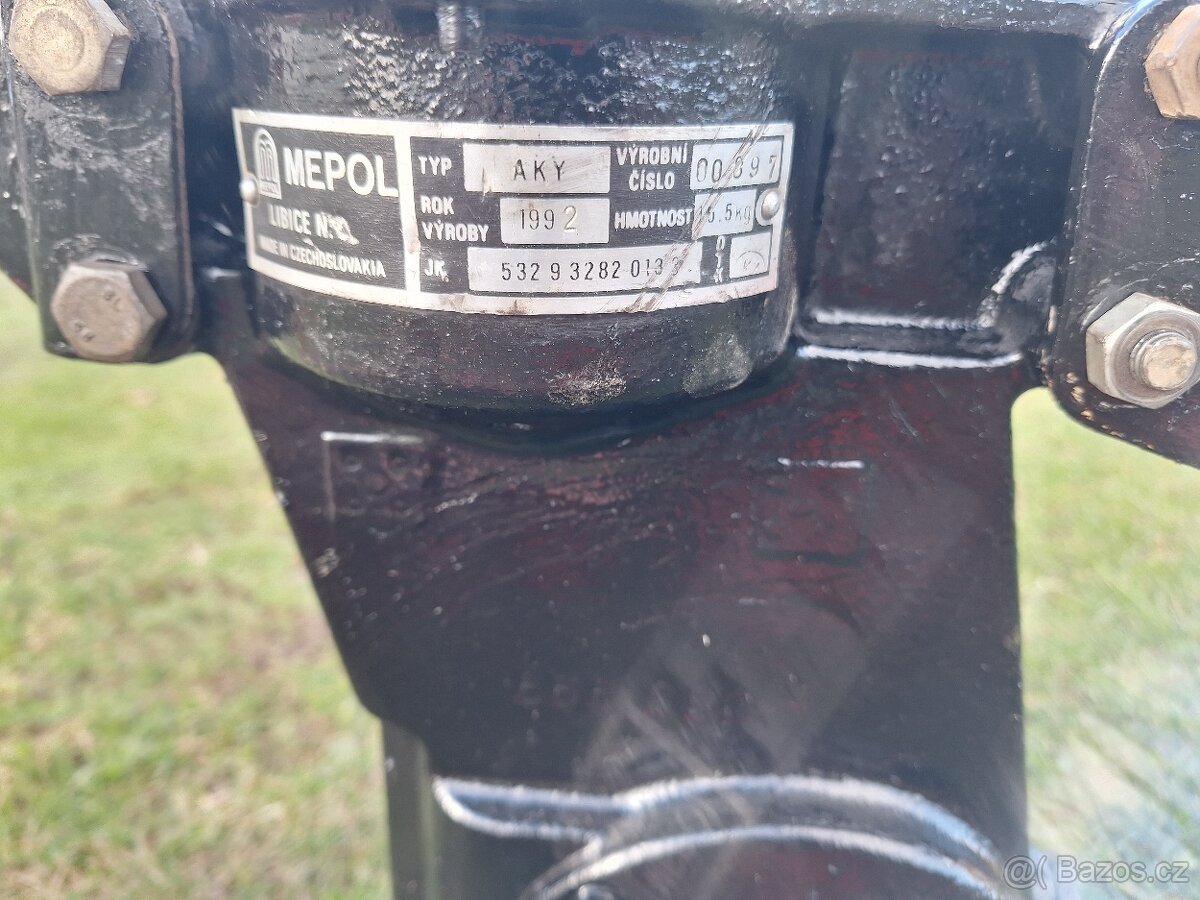 MEPOL
LIBICE N.C.
MADE IN CZECHOSLOVAKIA
TYP AKY
VÝROBNÍ ČÍSLO 00897
ROK VÝROBY 1992
HMOTNOST 15.5kg
JK. 532 9 3282 013
Bazos.cz